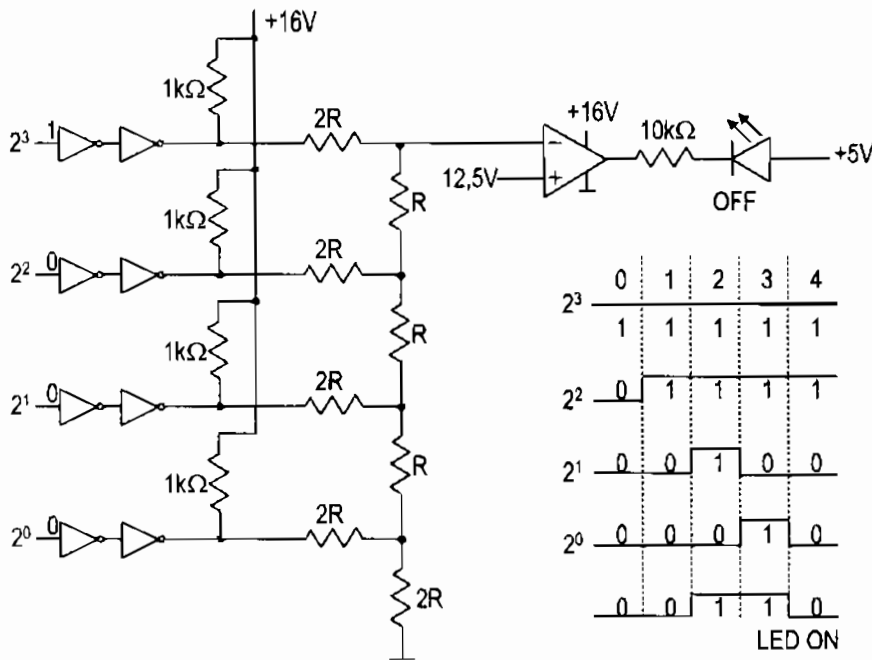 +16V
1kΩ
2³ 1
2R
+16V
10kΩ
12,5V
+5V
OFF
R
1kΩ
2² 0
2R
R
1kΩ
2¹ 0
2R
R
1kΩ
2⁰ 0
2R
2R
0 1 2 3 4
2³
1 1 1 1 1
2² 0 1 1 1 1
2¹ 0 0 1 0 0
2⁰ 0 0 0 1 0
0 0 1 1 0
LED ON